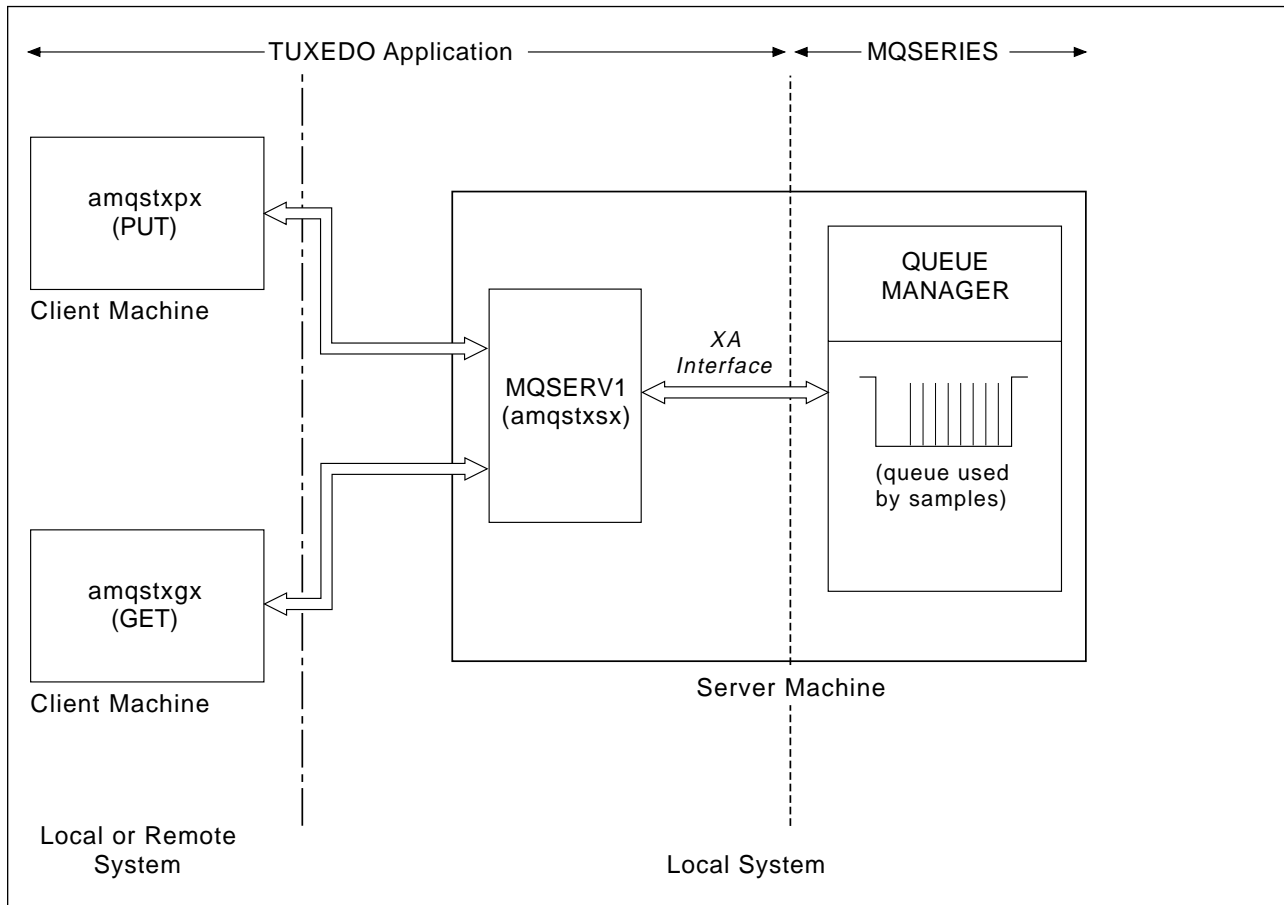 TUXEDO Application
MQSERIES
amqstxpx
(PUT)
Client Machine
QUEUE
MANAGER
XA
Interface
MQSERV1
(amqstxsx)
(queue used
by samples)
amqstxgx
(GET)
Client Machine
Server Machine
Local or Remote
System
Local System